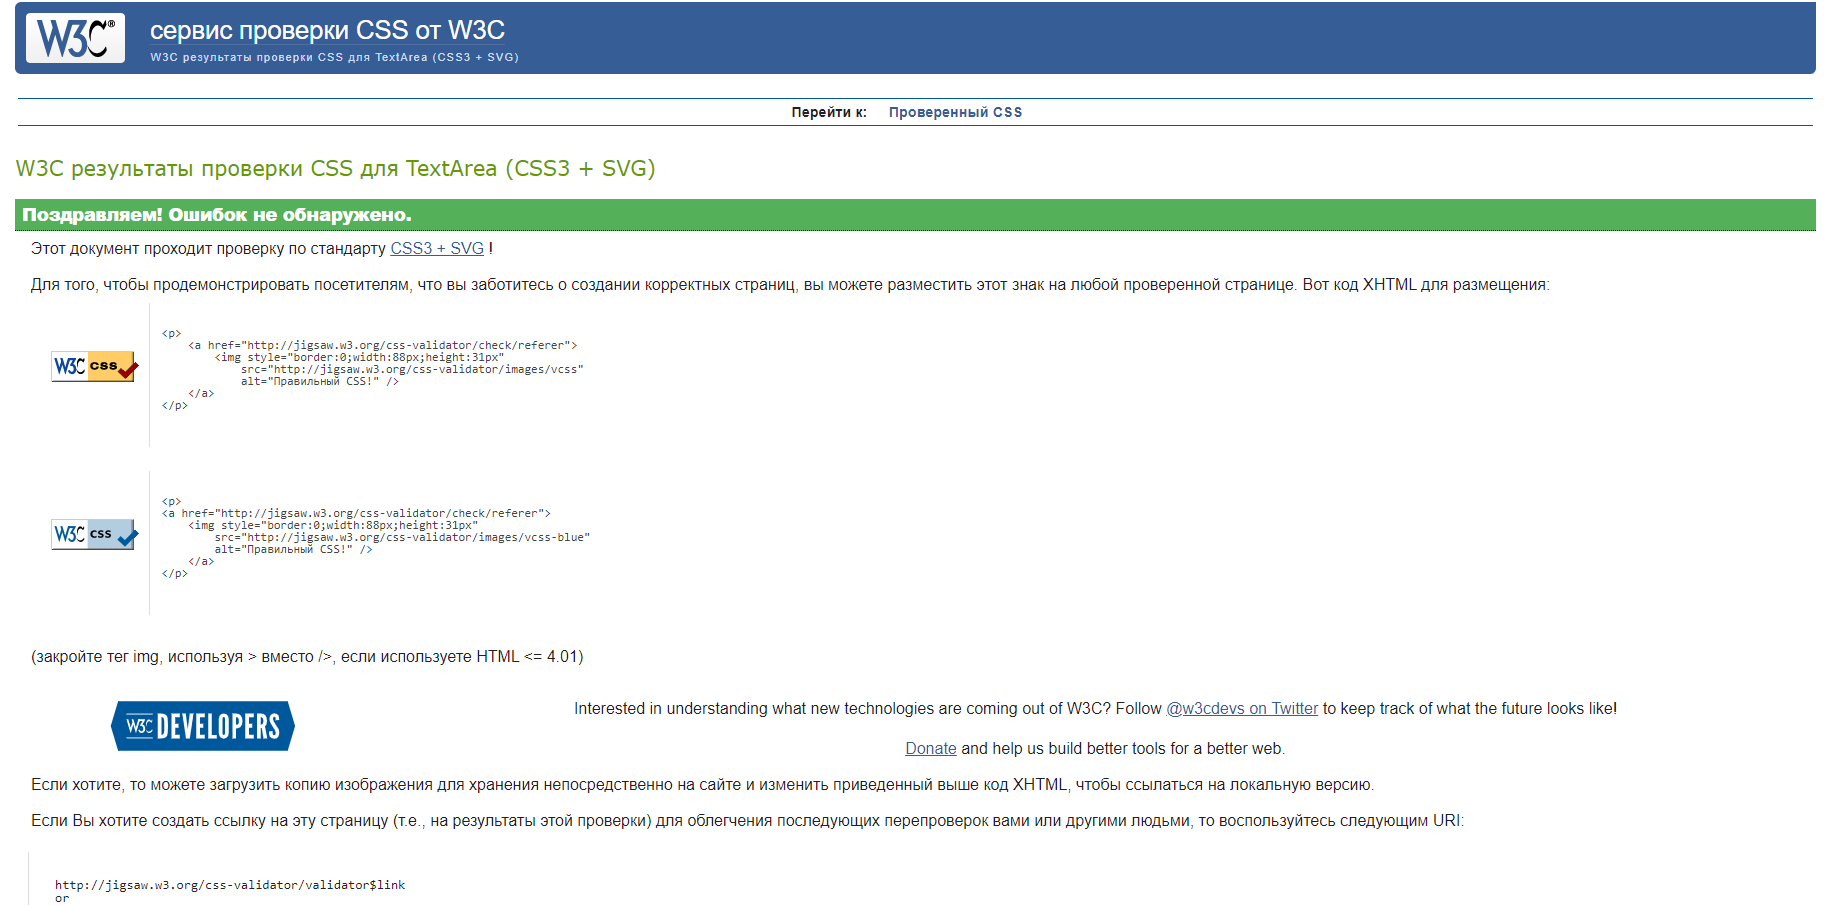 W3C®
сервис проверки CSS от W3C
W3C результаты проверки CSS для TextArea (CSS3 + SVG)
Перейти к: Проверенный CSS
W3C результаты проверки CSS для TextArea (CSS3 + SVG)
Поздравляем! Ошибок не обнаружено.
Этот документ проходит проверку по стандарту CSS3 + SVG !
Для того, чтобы продемонстрировать посетителям, что вы заботитесь о создании корректных страниц, вы можете разместить этот знак на любой проверенной странице. Вот код XHTML для размещения:
W3C css
<p>
<a href="http://jigsaw.w3.org/css-validator/check/referer">
<img style="border:0;width:88px;height:31px"
src="http://jigsaw.w3.org/css-validator/images/vcss"
alt="Правильный CSS!" />
</a>
</p>
W3C css
<p>
<a href="http://jigsaw.w3.org/css-validator/check/referer">
<img style="border:0;width:88px;height:31px"
src="http://jigsaw.w3.org/css-validator/images/vcss-blue"
alt="Правильный CSS!" />
</a>
</p>
(закройте тег img, используя > вместо />, если используете HTML <= 4.01)
W3C DEVELOPERS
Interested in understanding what new technologies are coming out of W3C? Follow @w3cdevs on Twitter to keep track of what the future looks like!
Donate and help us build better tools for a better web.
Если хотите, то можете загрузить копию изображения для хранения непосредственно на сайте и изменить приведенный выше код XHTML, чтобы ссылаться на локальную версию.
Если Вы хотите создать ссылку на эту страницу (т.е., на результаты этой проверки) для облегчения последующих перепроверок вами или другими людьми, то воспользуйтесь следующим URI:
http://jigsaw.w3.org/css-validator/validator$link
or